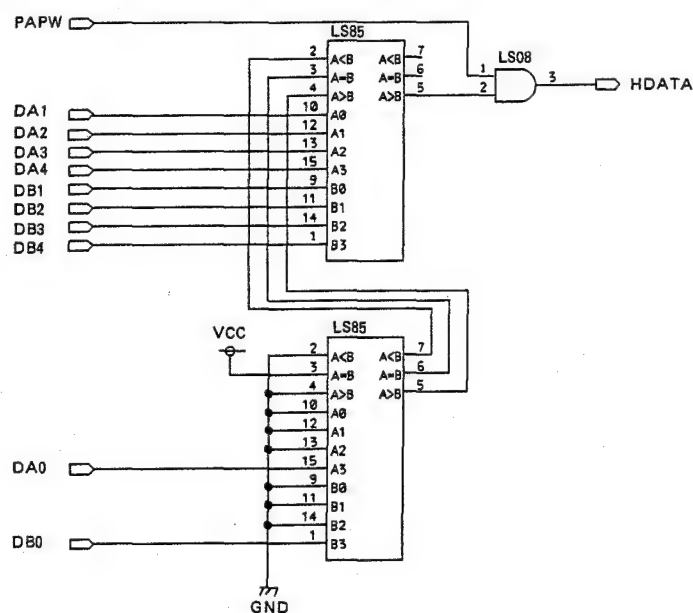 PAPW
LS85
2 A<B A<B 7
3 A=B A=B 6
4 A>B A>B 5
LS08
1
2
3
HDATA
DA1 10 A0
DA2 12 A1
DA3 13 A2
DA4 15 A3
DB1 9 B0
DB2 11 B1
DB3 14 B2
DB4 1 B3
VCC
LS85
2 A<B A<B 7
3 A=B A=B 6
4 A>B A>B 5
10 A0
12 A1
13 A2
DA0 15 A3
9 B0
11 B1
14 B2
DB0 1 B3
GND